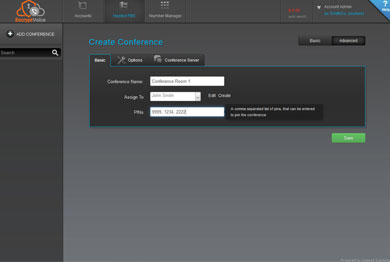 EncryptVoice
Accounts
Hosted PBX
Number Manager
Account Admin
Help
ADD CONFERENCE
Search
Create Conference
Basic
Advanced
Basic
Options
Conference Server
Conference Name
Conference Room 1
Assign To
John Smith
Edit Create
PINs
9999, 1234, 2222
A comma separated list of pins, that can be entered
to join the conference
Save